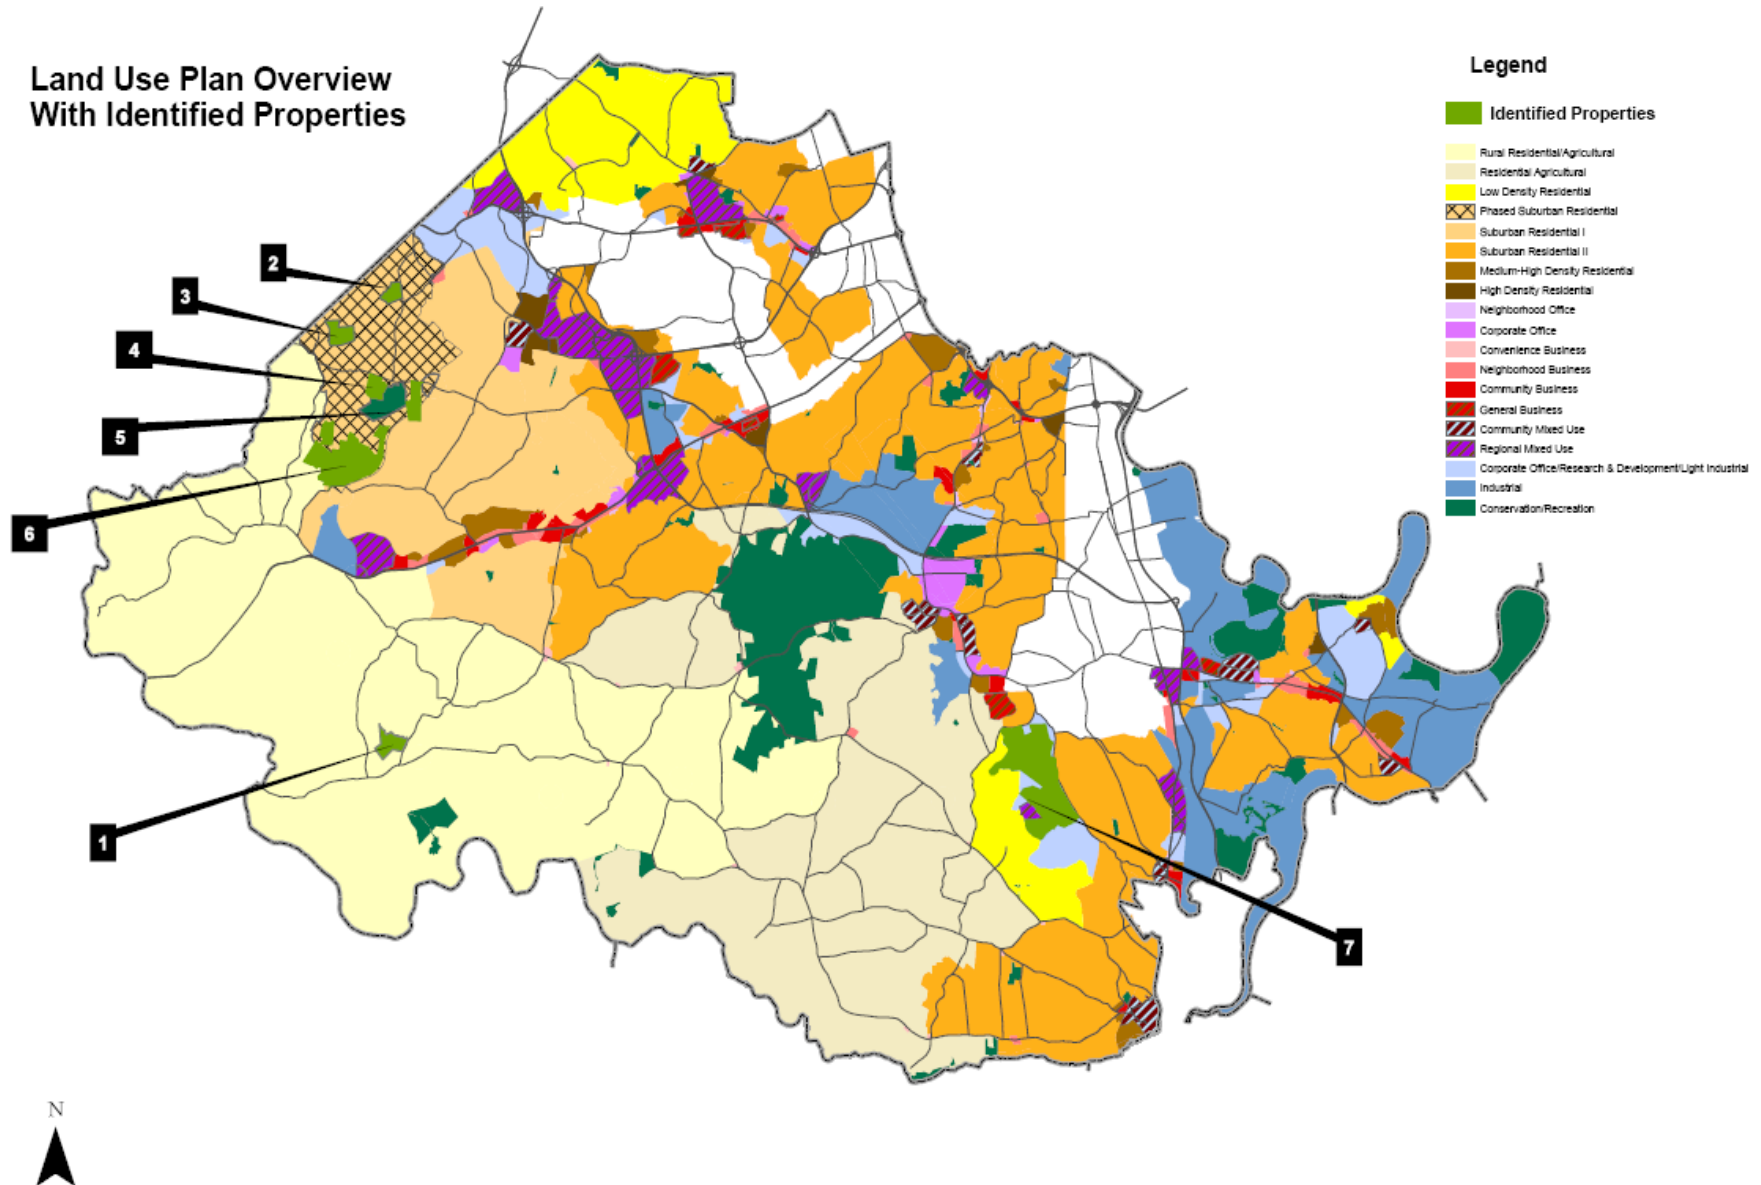 Land Use Plan Overview
With Identified Properties
Legend
Identified Properties
Rural Residential/Agricultural
Residential Agricultural
Low Density Residential
Phased Suburban Residential
Suburban Residential I
Suburban Residential II
Medium-High Density Residential
High Density Residential
Neighborhood Office
Corporate Office
Convenience Business
Neighborhood Business
Community Business
General Business
Community Mixed Use
Regional Mixed Use
Corporate Office/Research & Development/Light Industrial
Industrial
Conservation/Recreation
2
3
4
5
6
1
7
N